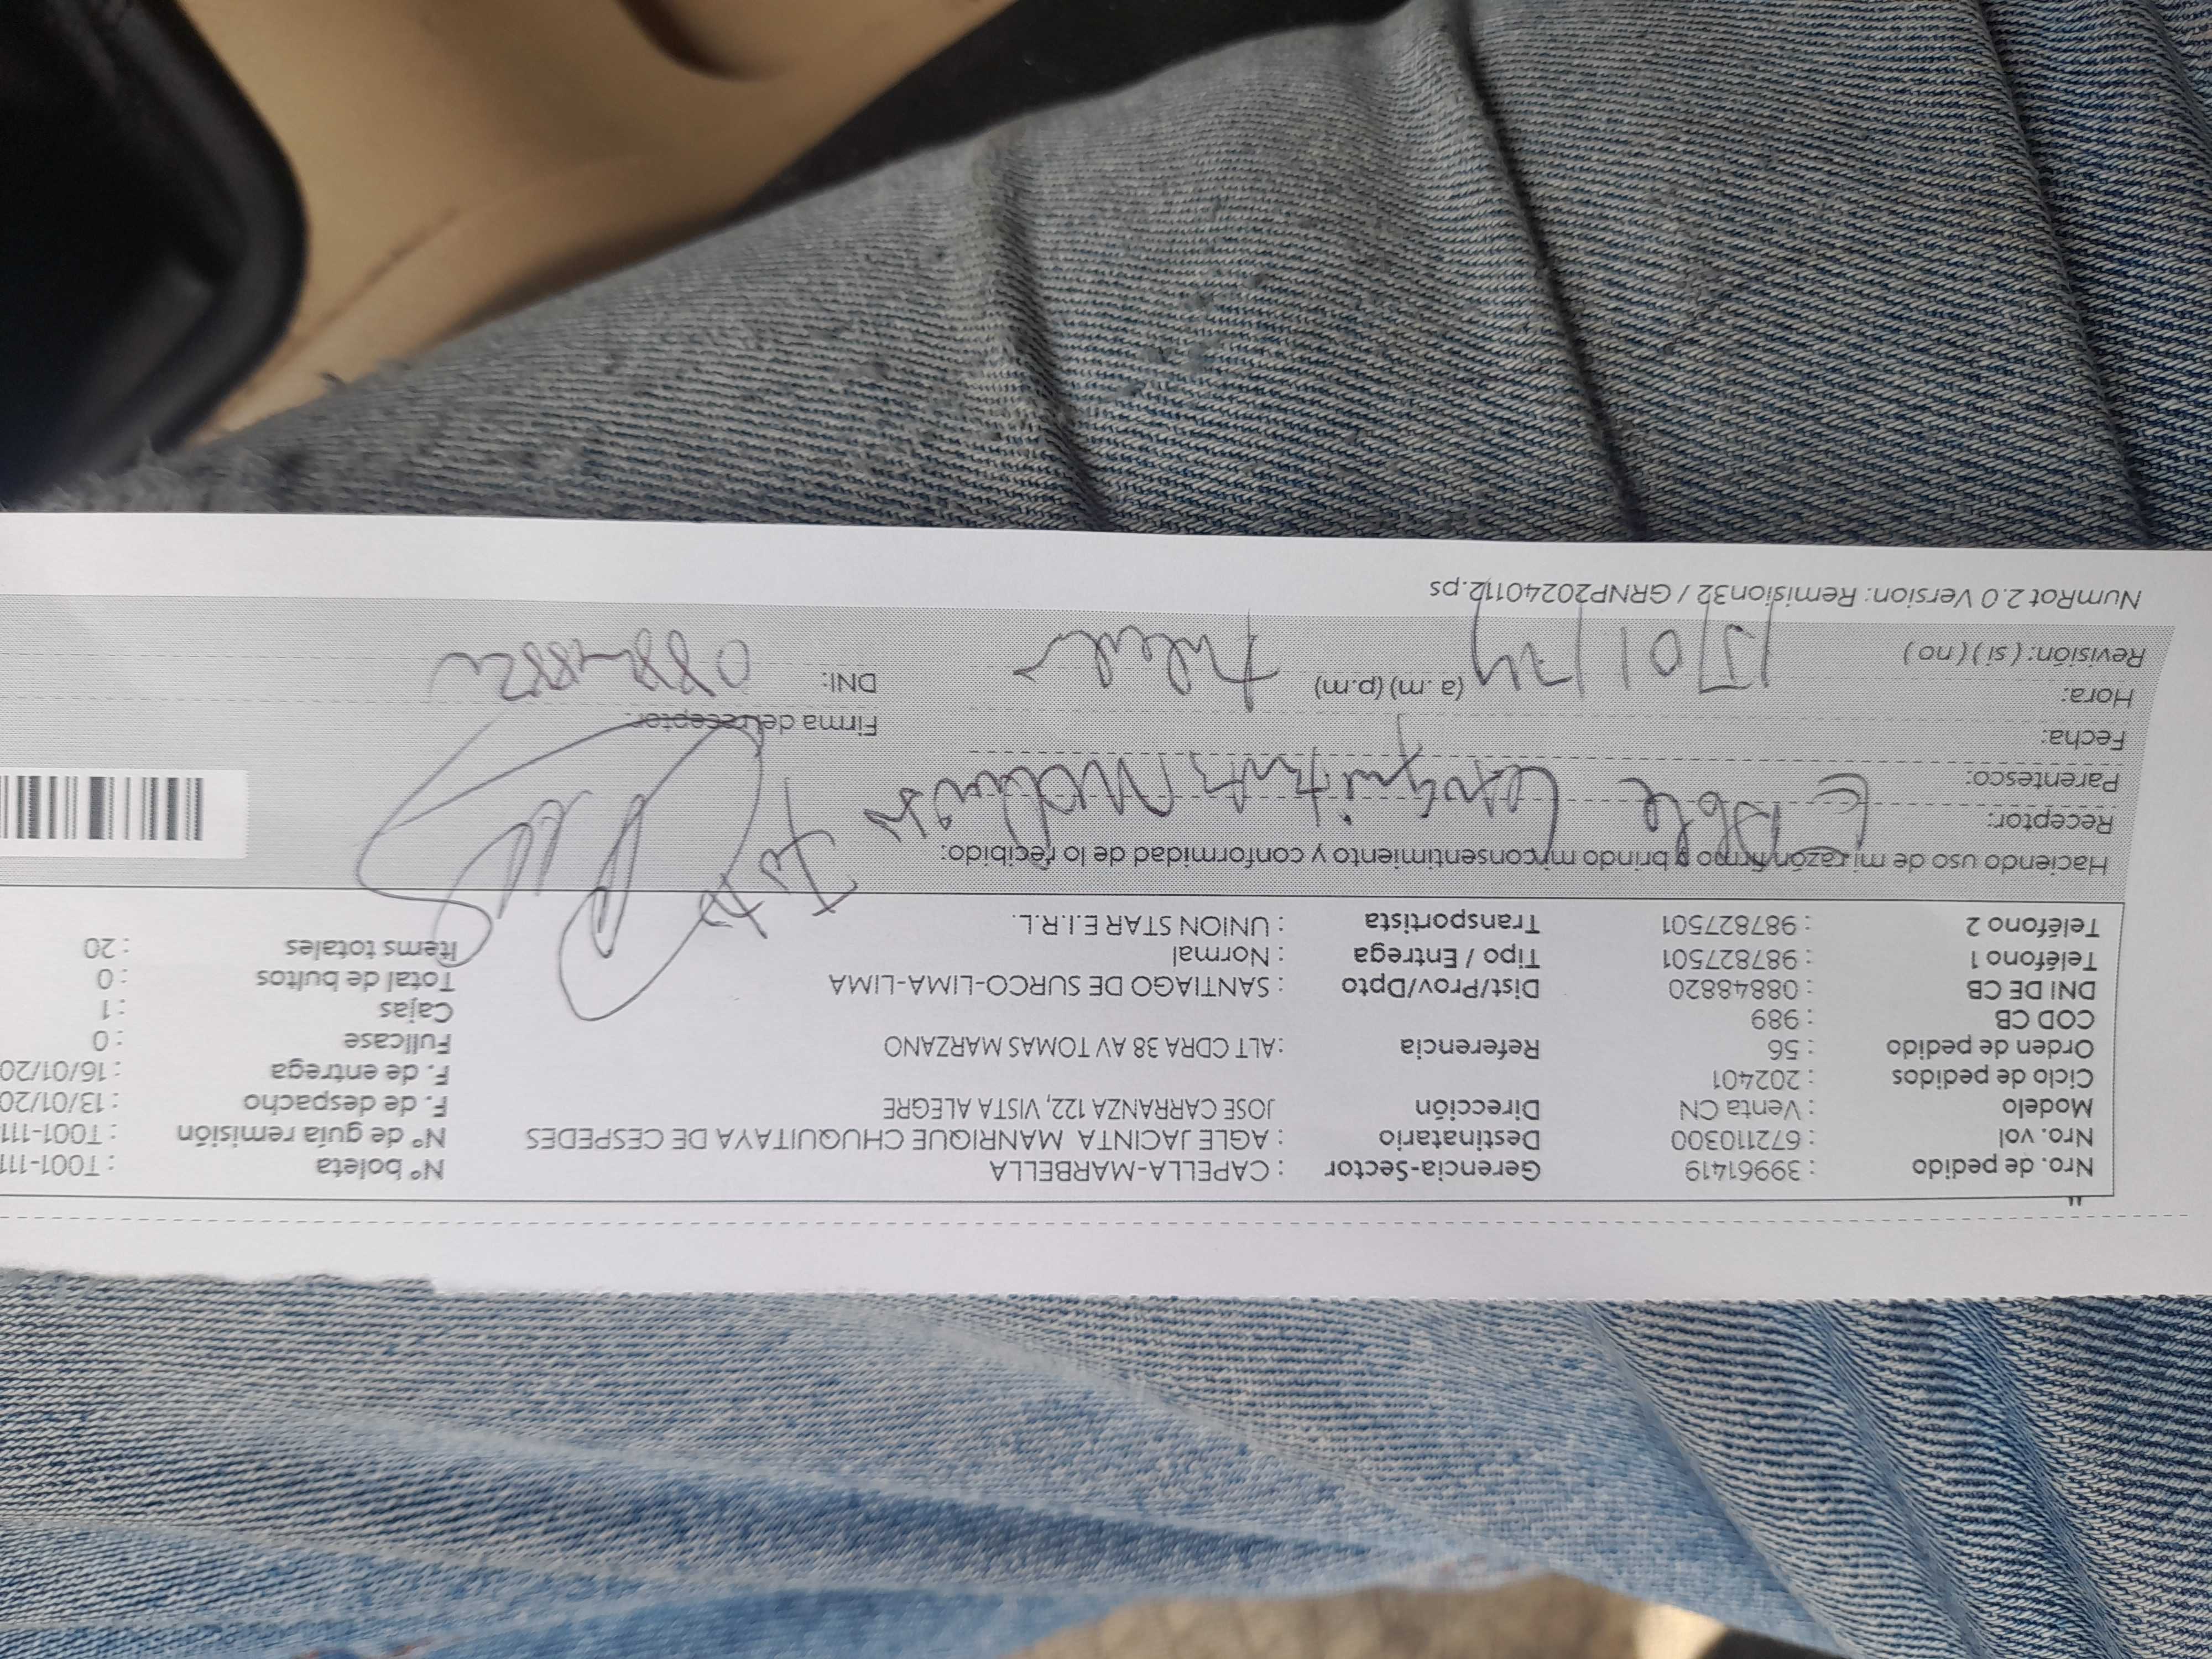 "
Nro. de pedido : 39961419 Gerencia-Sector : CAPELLA-MARBELLA Nº boleta : T001-111
Nro. vol : 672110300 Destinatario : AGLE JACINTA MANRIQUE CHUQUITAYA DE CESPEDES Nº de guía remisión : T001-111
Modelo : Venta CN Dirección JOSE CARRANZA 122, VISTA ALEGRE F. de despacho : 13/01/20
Ciclo de pedidos : 202401 F. de entrega : 16/01/20
Orden de pedido : 56 Referencia : ALT CDRA 38 AV TOMAS MARZANO Fullcase : 0
COD CB : 989 Cajas : 1
DNI DE CB : 08848820 Dist/Prov/Dpto : SANTIAGO DE SURCO-LIMA-LIMA Total de bultos : 0
Teléfono 1 : 987827501 Tipo / Entrega : Normal Items totales : 20
Teléfono 2 : 987827501 Transportista : UNION STAR E.I.R.L.
Haciendo uso de mi razón firmo y brindo mi consentimiento y conformidad de lo recibido:
Receptor:
Parentesco:
Fecha: Firma del receptor:
Hora: 15/01/24 (a.m) (p.m) DNI:
Revisión: ( si ) ( no )
NumRot 2.0 Version: Remision32 / GRNP20240112.ps